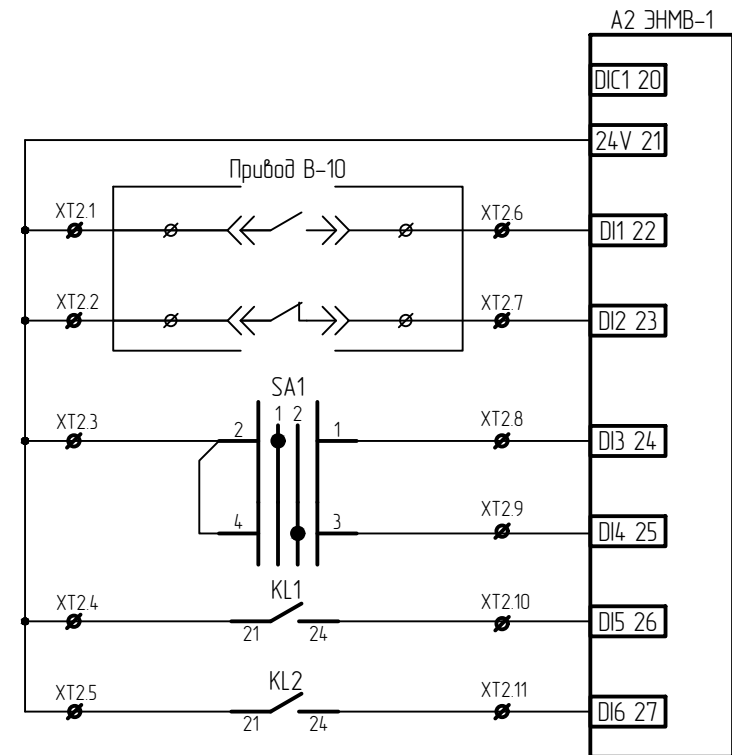 A2 ЭНМВ-1
DIC1 20
24V 21
Привод В-10
XT2.1
XT2.6
DI1 22
XT2.2
XT2.7
DI2 23
SA1
1 2
XT2.3
2
1
XT2.8
DI3 24
4
3
XT2.9
DI4 25
KL1
XT2.4
21
24
XT2.10
DI5 26
KL2
XT2.5
21
24
XT2.11
DI6 27